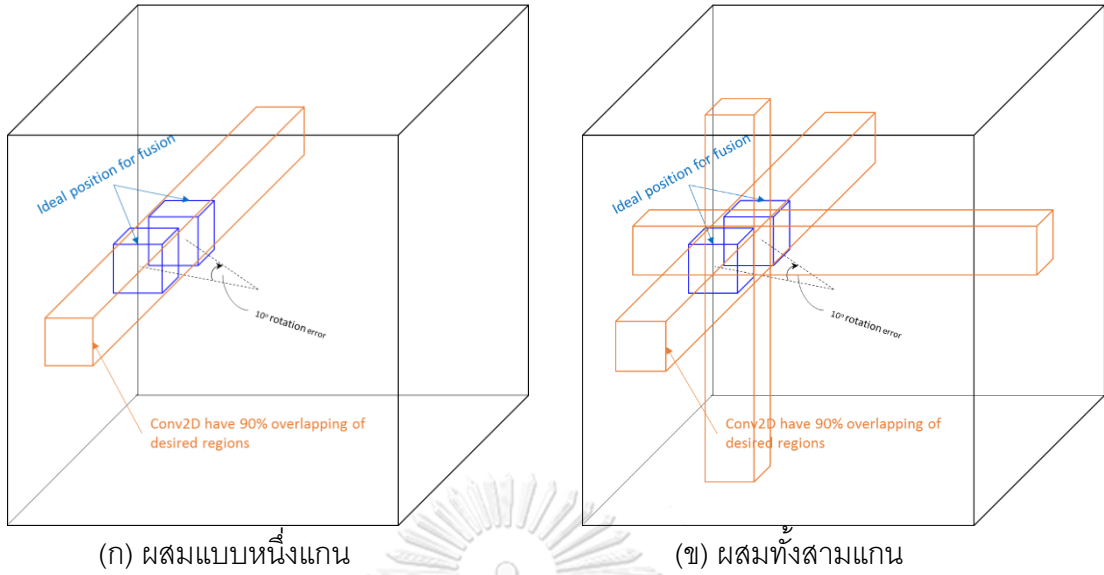 Ideal position for fusion
10° rotation error
Conv2D have 90% overlapping of
desired regions
(ก) ผสมแบบหนึ่งแกน
Ideal position for fusion
10° rotation error
Conv2D have 90% overlapping of
desired regions
(ข) ผสมทั้งสามแกน